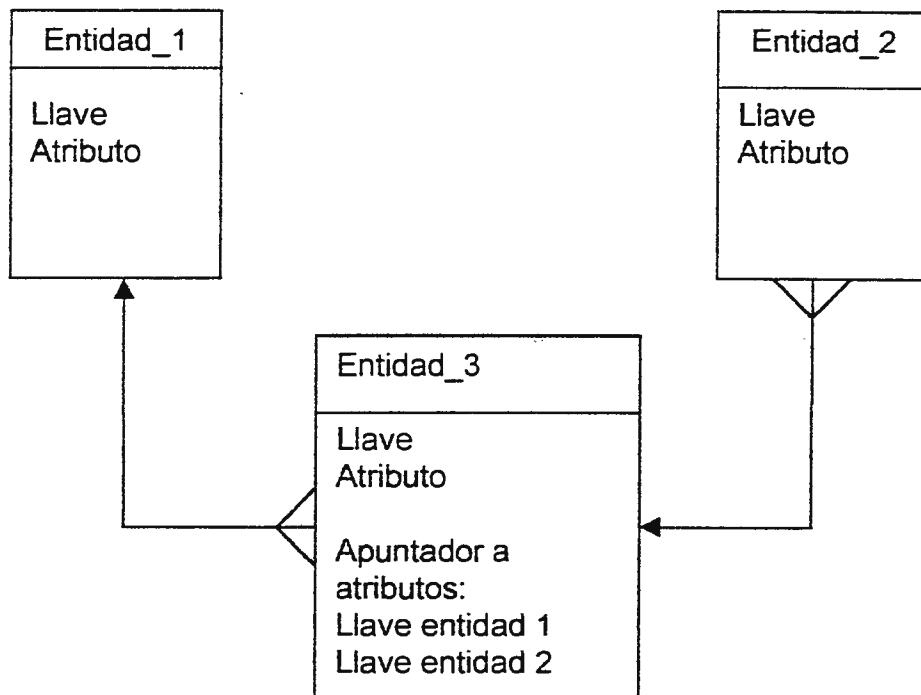 Entidad_1
Llave
Atributo
Entidad_2
Llave
Atributo
Entidad_3
Llave
Atributo
Apuntador a
atributos:
Llave entidad 1
Llave entidad 2